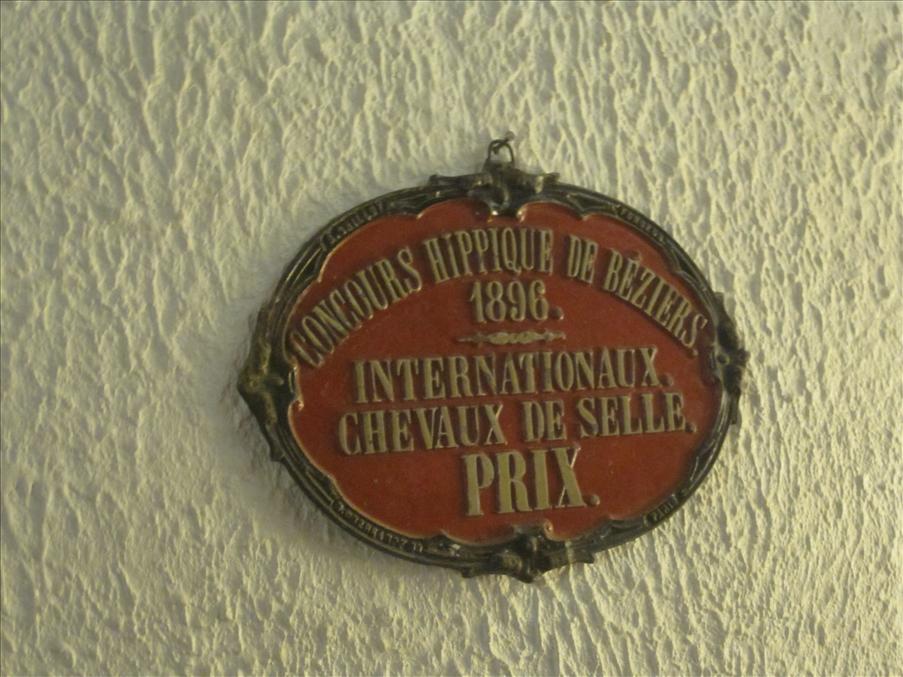 CONCOURS HIPPIQUE DE BÉZIERS.
1896.
INTERNATIONAUX.
CHEVAUX DE SELLE.
PRIX.